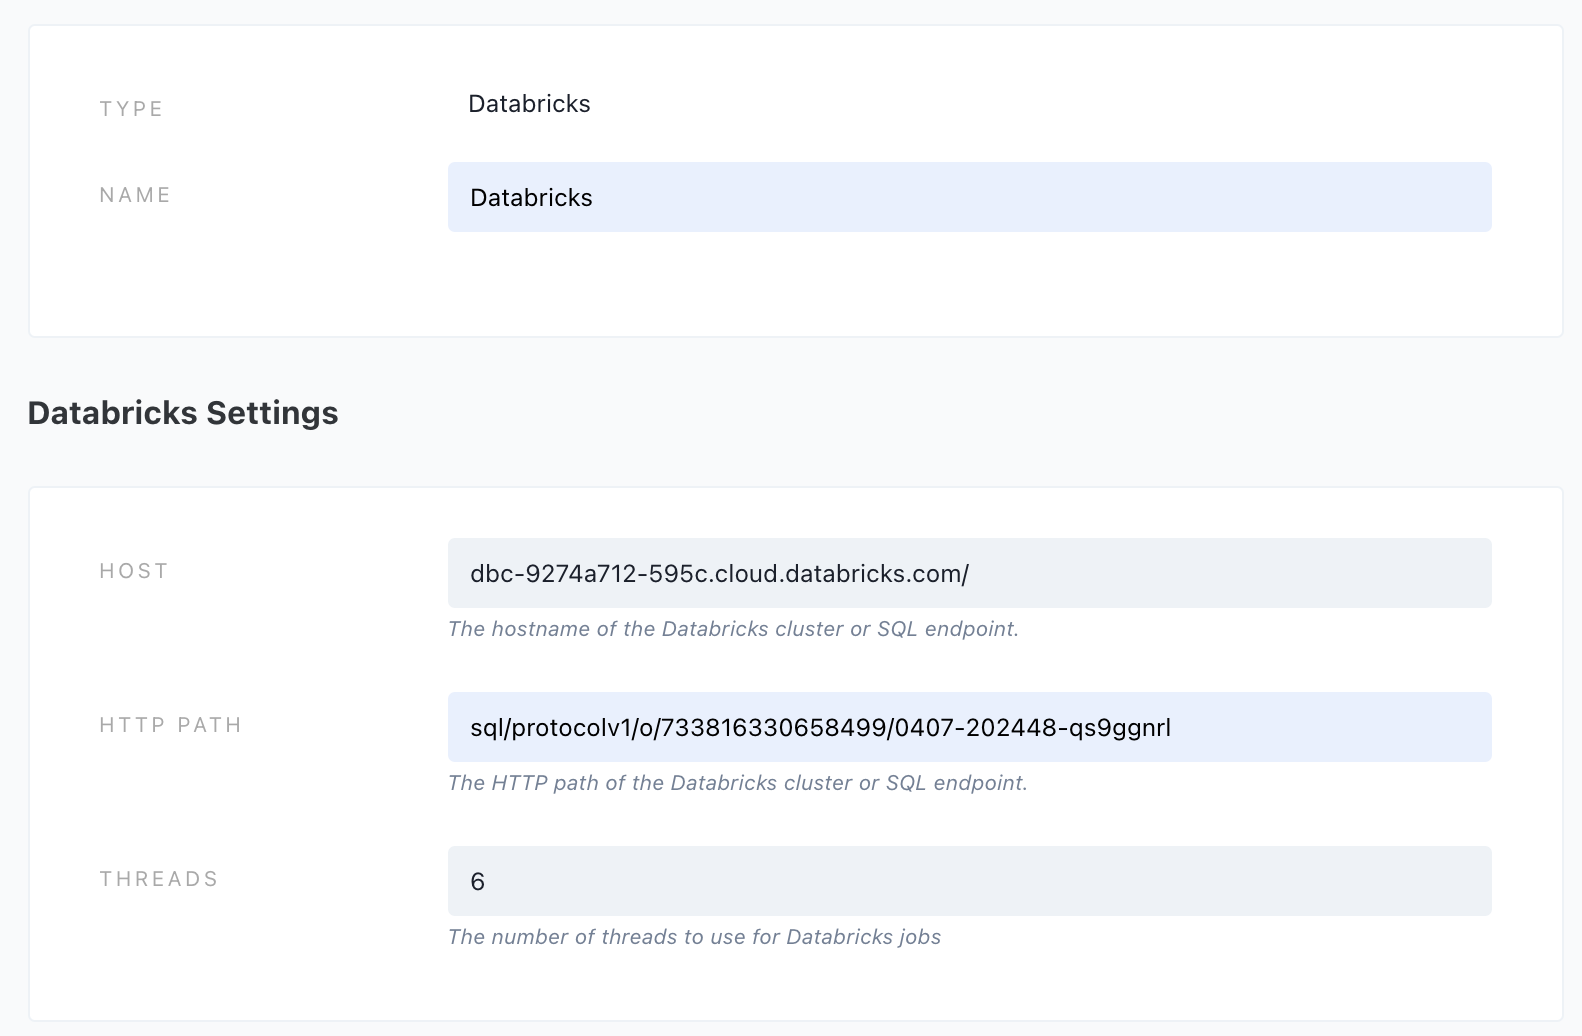 TYPE
Databricks
NAME
Databricks
Databricks Settings
HOST
dbc-9274a712-595c.cloud.databricks.com/
The hostname of the Databricks cluster or SQL endpoint.
HTTP PATH
sql/protocolv1/o/733816330658499/0407-202448-qs9ggnrl
The HTTP path of the Databricks cluster or SQL endpoint.
THREADS
6
The number of threads to use for Databricks jobs